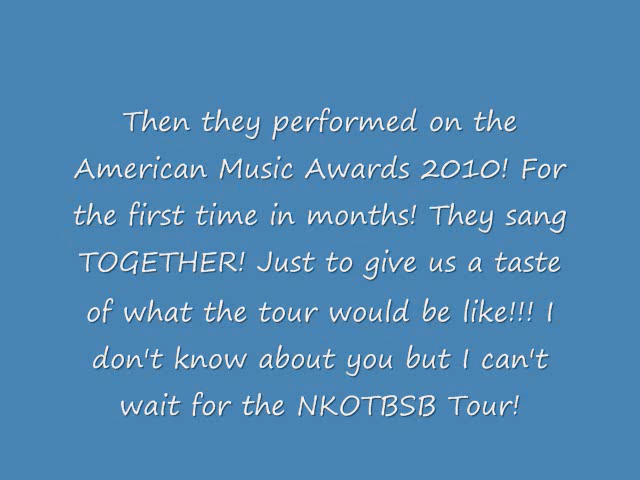 Then they performed on the
American Music Awards 2010! For
the first time in months! They sang
TOGETHER! Just to give us a taste
of what the tour would be like!!! I
don't know about you but I can't
wait for the NKOTBSB Tour!